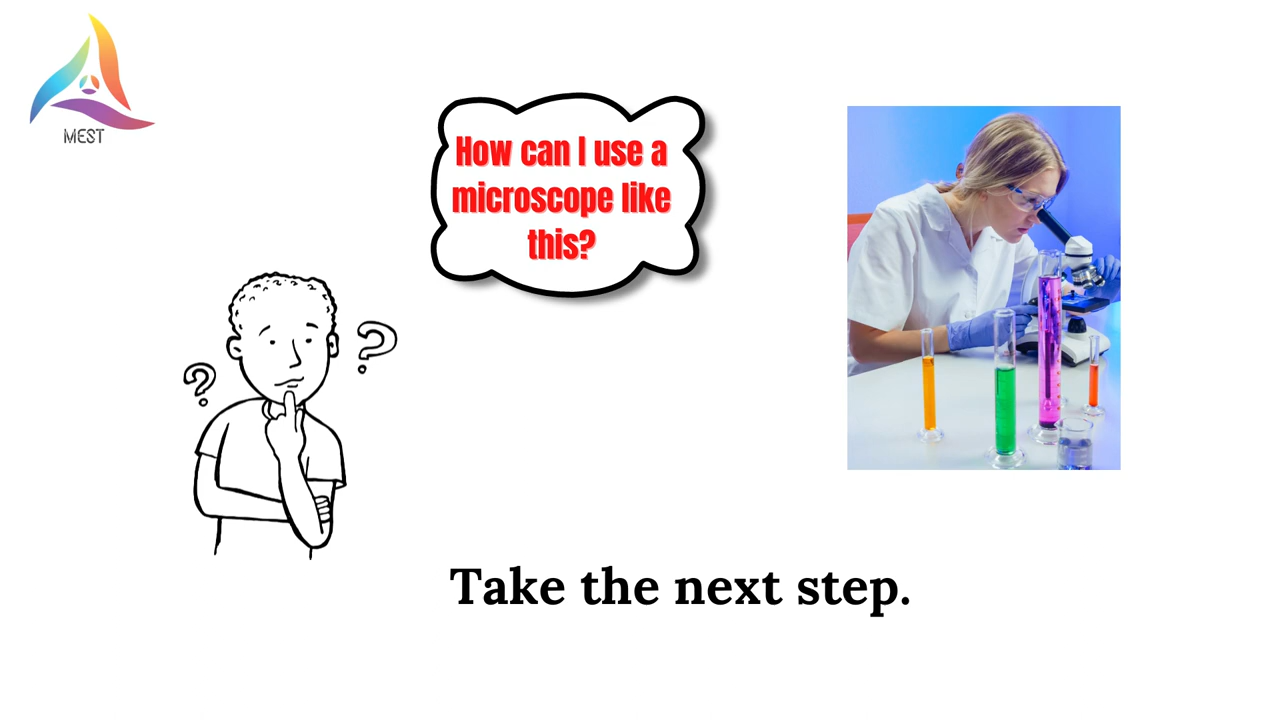 MEST
How can I use a
microscope like
this?
?
?
Take the next step.